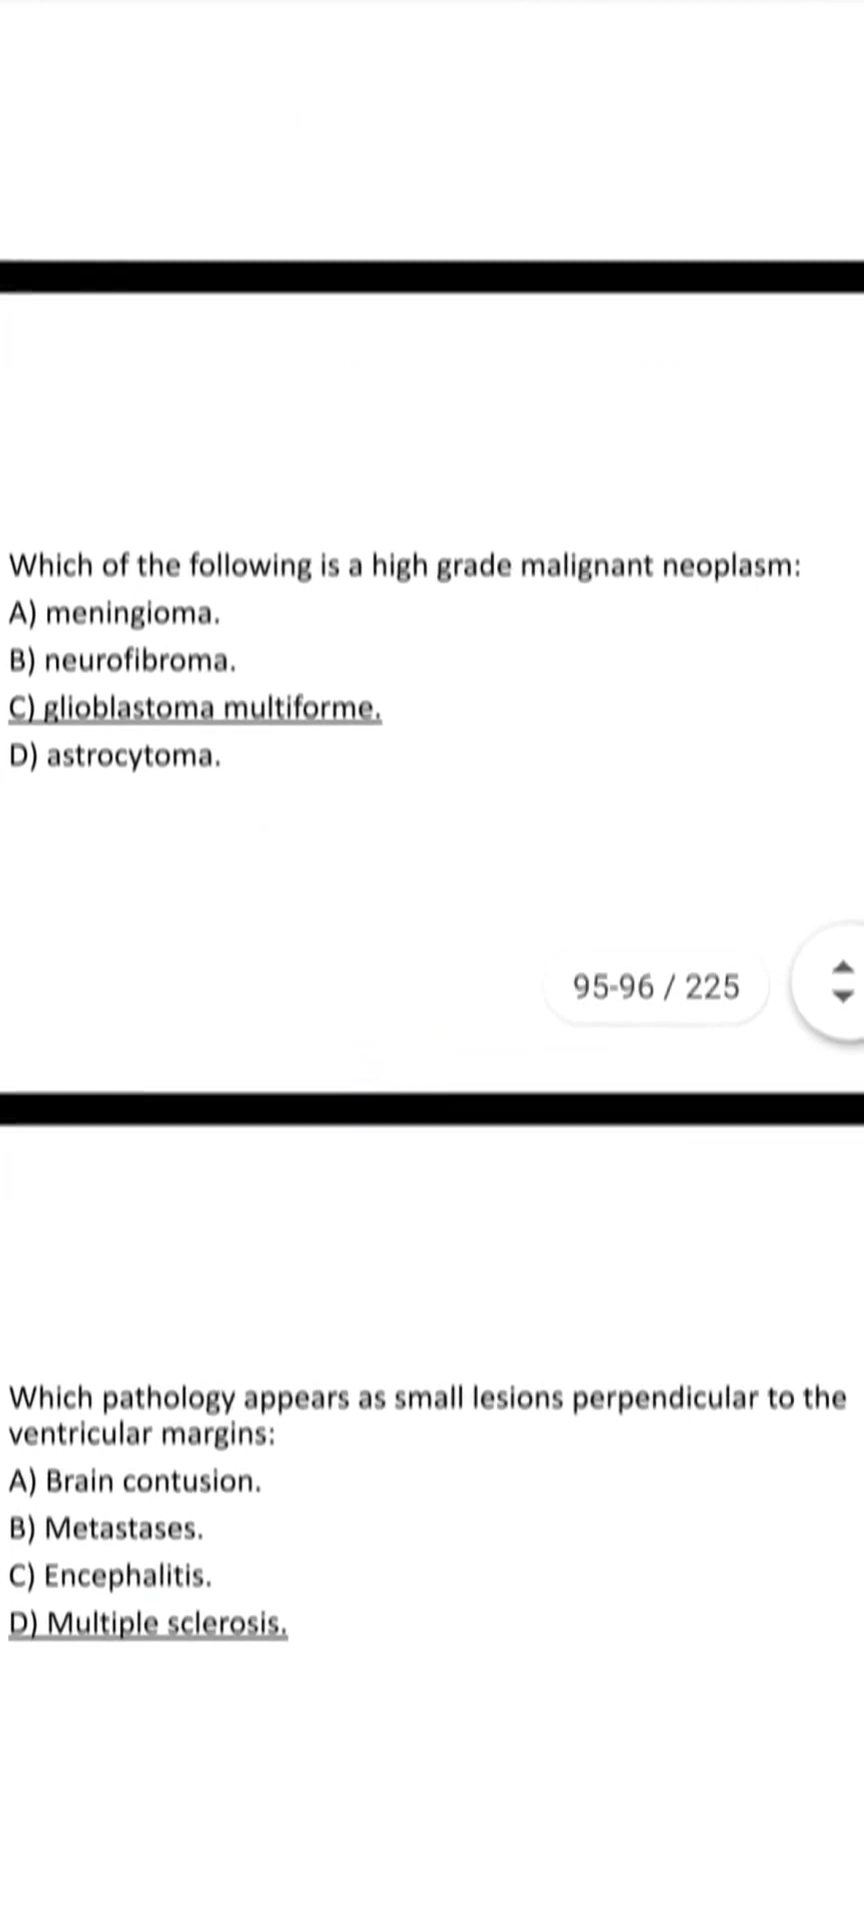 Which of the following is a high grade malignant neoplasm:
A) meningioma.
B) neurofibroma.
C) glioblastoma multiforme.
D) astrocytoma.
95-96 / 225
Which pathology appears as small lesions perpendicular to the
ventricular margins:
A) Brain contusion.
B) Metastases.
C) Encephalitis.
D) Multiple sclerosis.